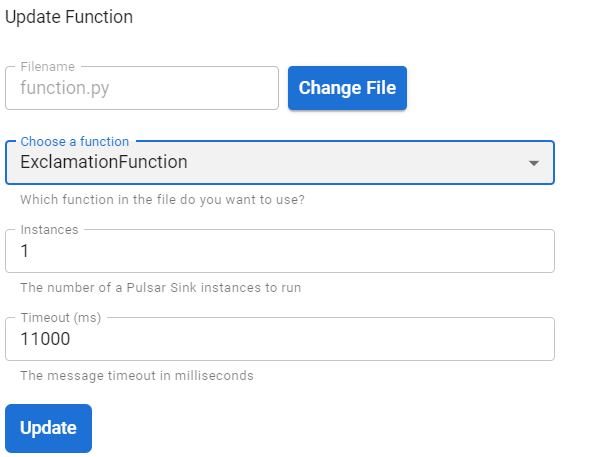 Update Function
Filename
function.py
Change File
Choose a function
ExclamationFunction
Which function in the file do you want to use?
Instances
1
The number of a Pulsar Sink instances to run
Timeout (ms)
11000
The message timeout in milliseconds
Update